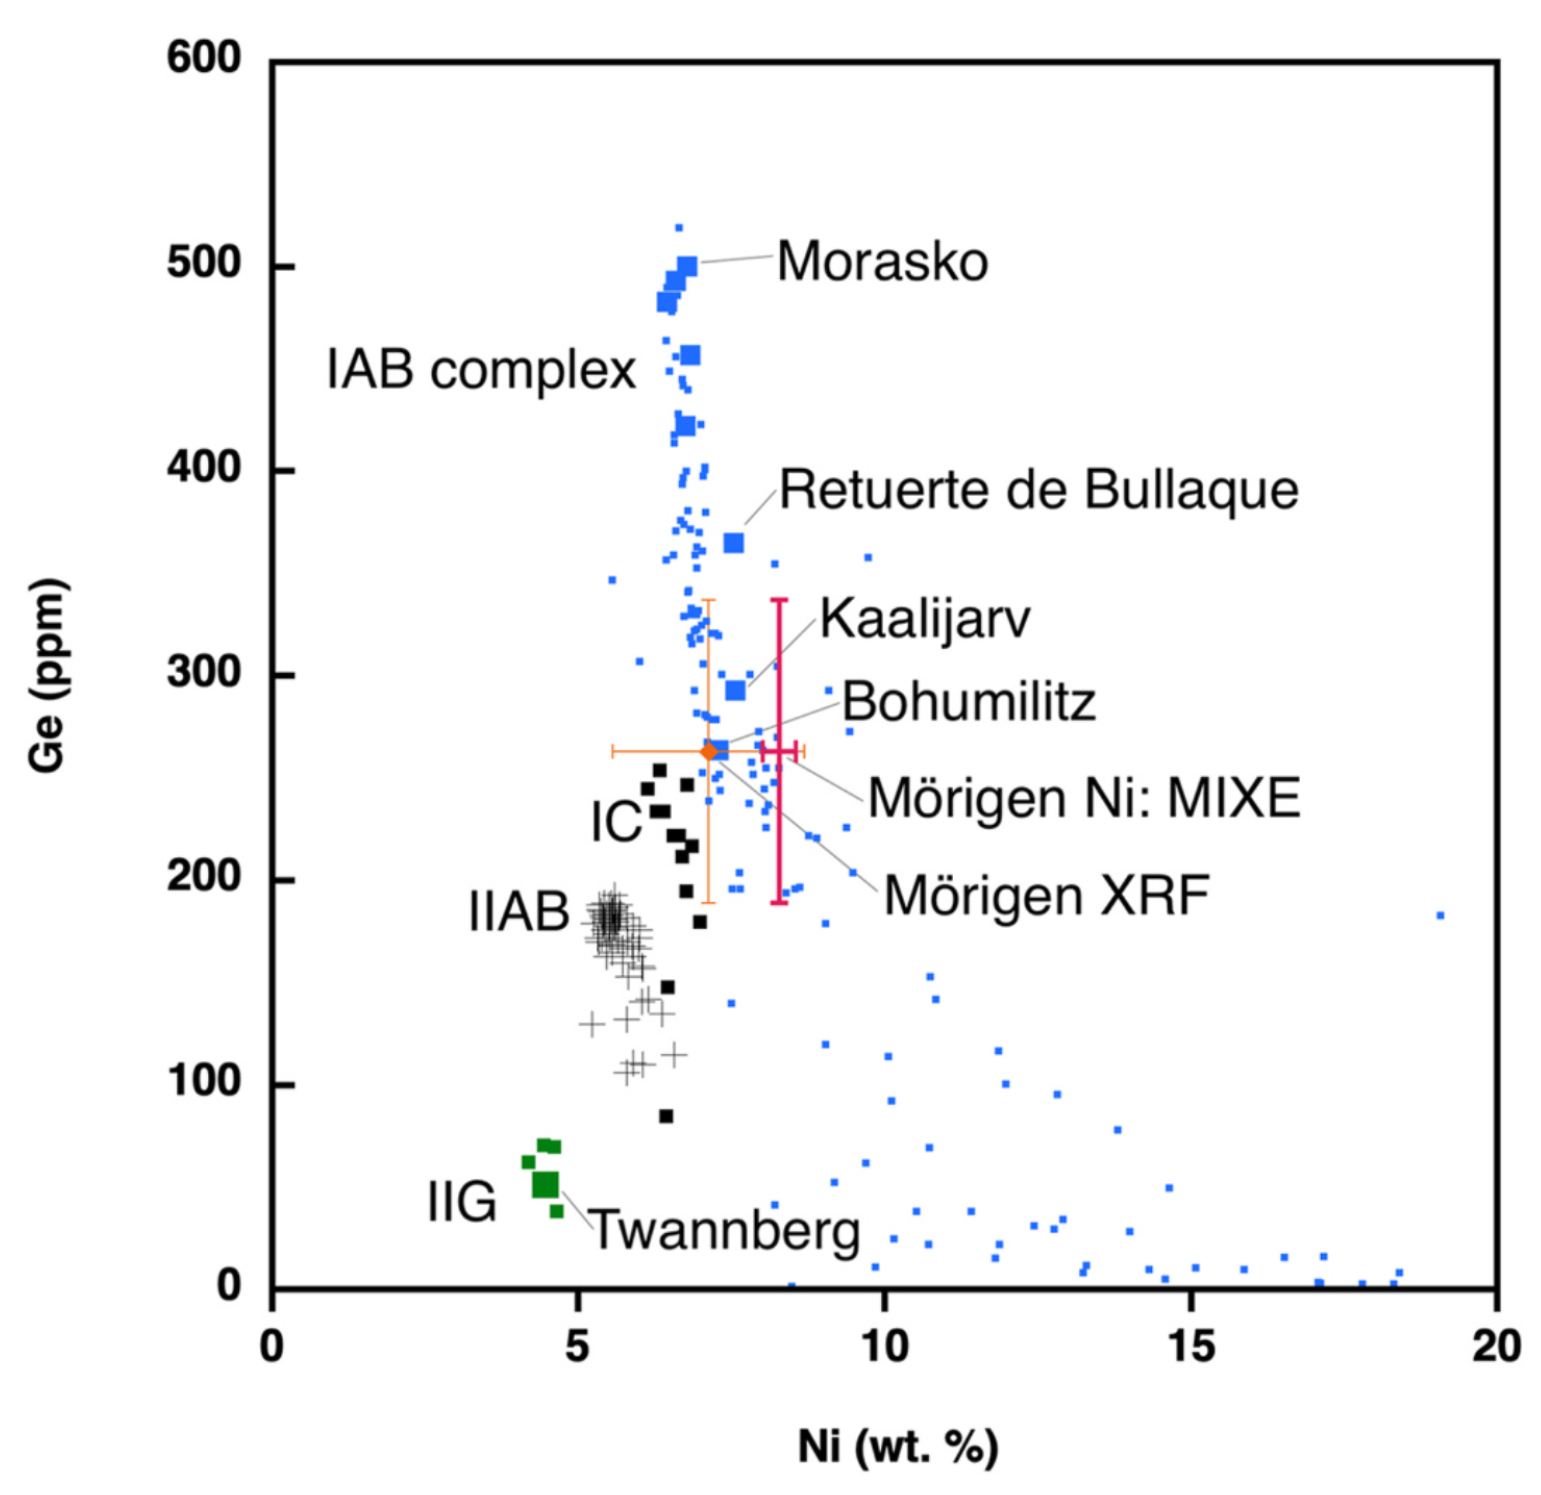 600
500
400
300
200
100
0
Ge (ppm)
Morasko
IAB complex
Retuerte de Bullaque
Kaalijarv
Bohumilitz
Mörigen Ni: MIXE
IC
Mörigen XRF
IIAB
IIG
Twannberg
0 5 10 15 20
Ni (wt. %)